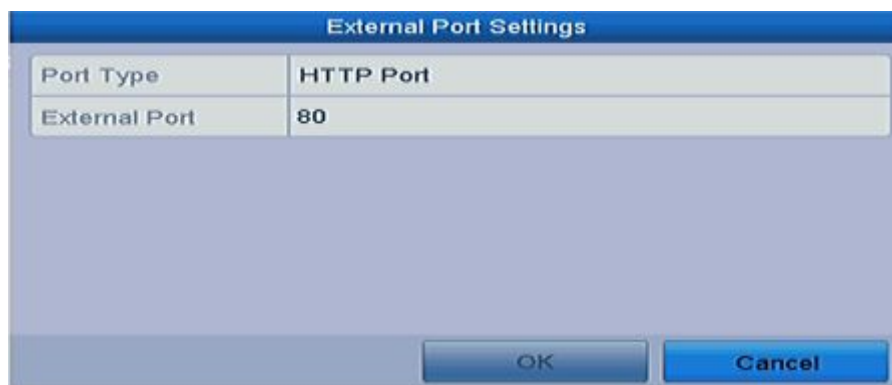 External Port Settings
Port Type HTTP Port
External Port 80
OK Cancel